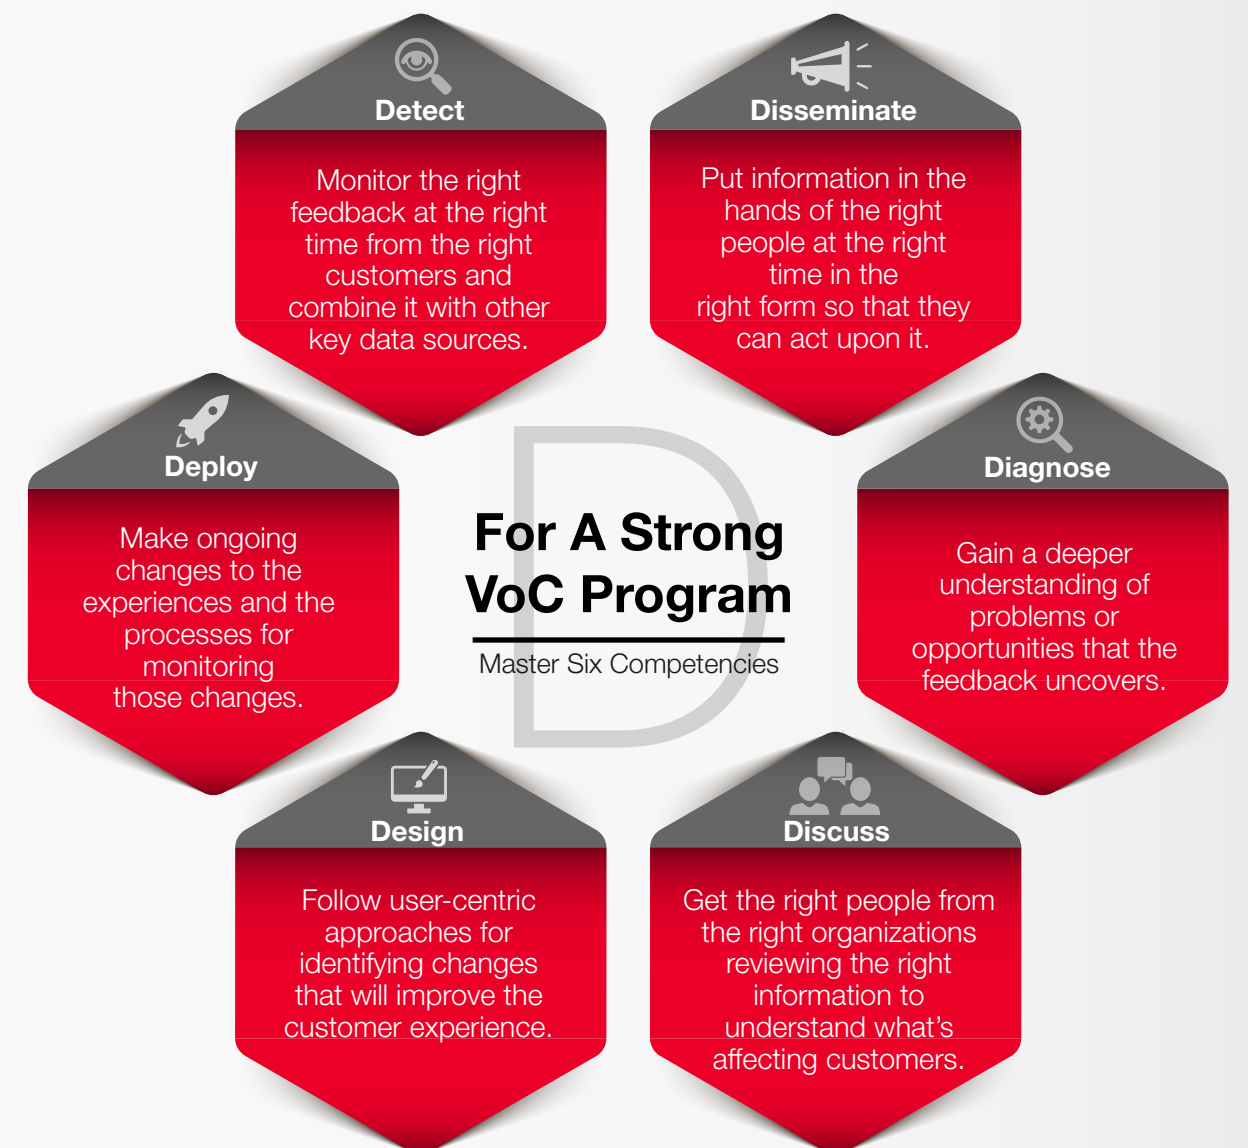 Detect
Monitor the right
feedback at the right
time from the right
customers and
combine it with other
key data sources.
Disseminate
Put information in the
hands of the right
people at the right
time in the
right form so that they
can act upon it.
Deploy
Make ongoing
changes to the
experiences and the
processes for
monitoring
those changes.
D
For A Strong
VoC Program
Master Six Competencies
Diagnose
Gain a deeper
understanding of
problems or
opportunities that the
feedback uncovers.
Design
Follow user-centric
approaches for
identifying changes
that will improve the
customer experience.
Discuss
Get the right people from
the right organizations
reviewing the right
information to
understand what’s
affecting customers.